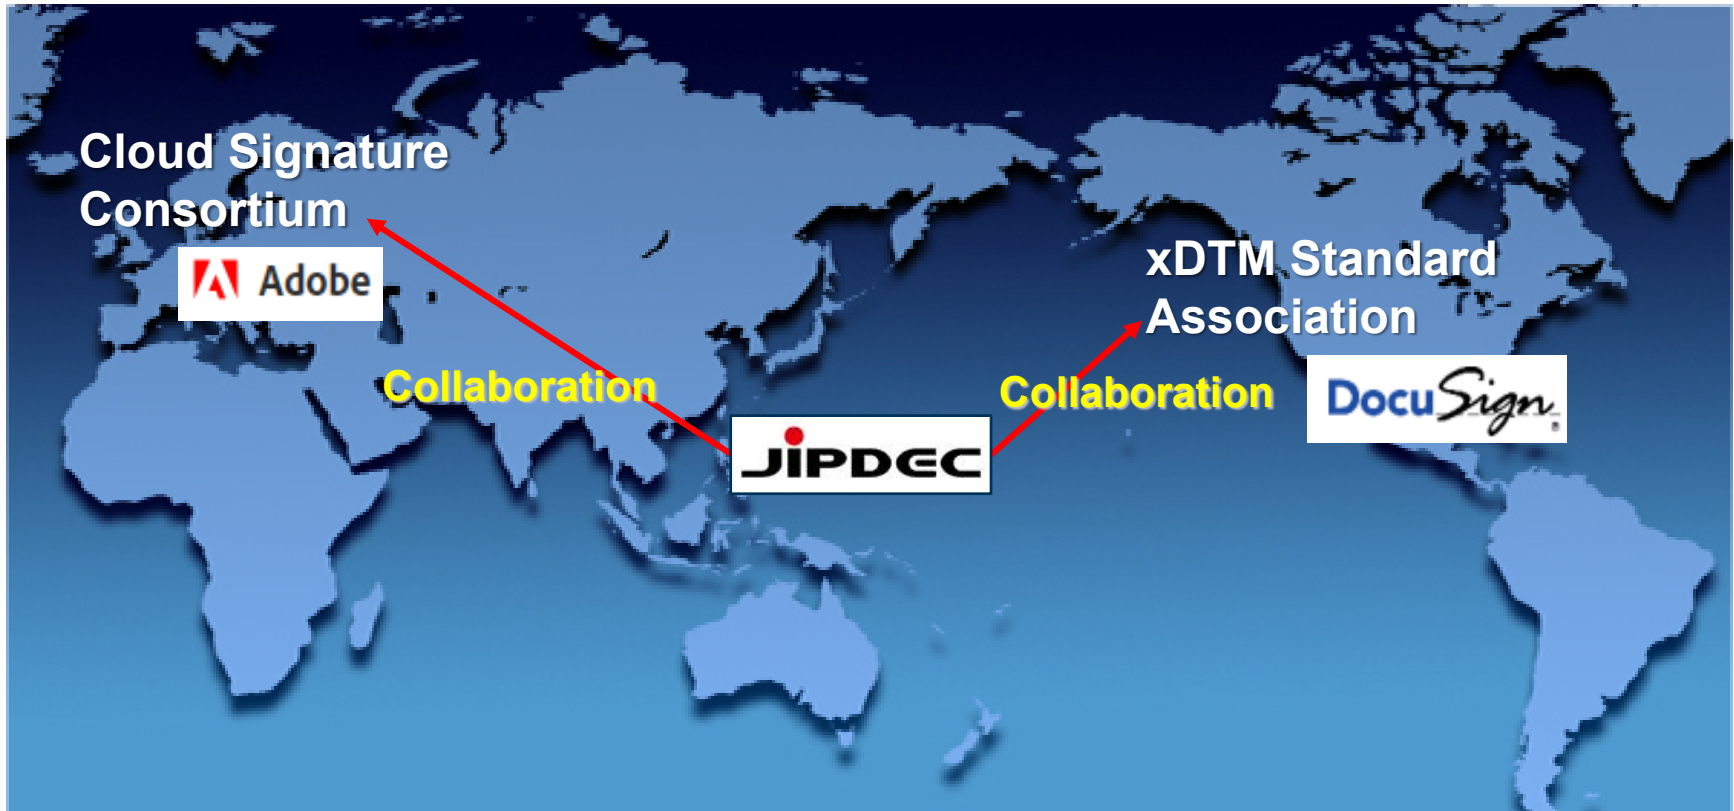 Cloud Signature
Consortium
Adobe
xDTM Standard
Association
Collaboration
Collaboration
DocuSign®
JIPDEC